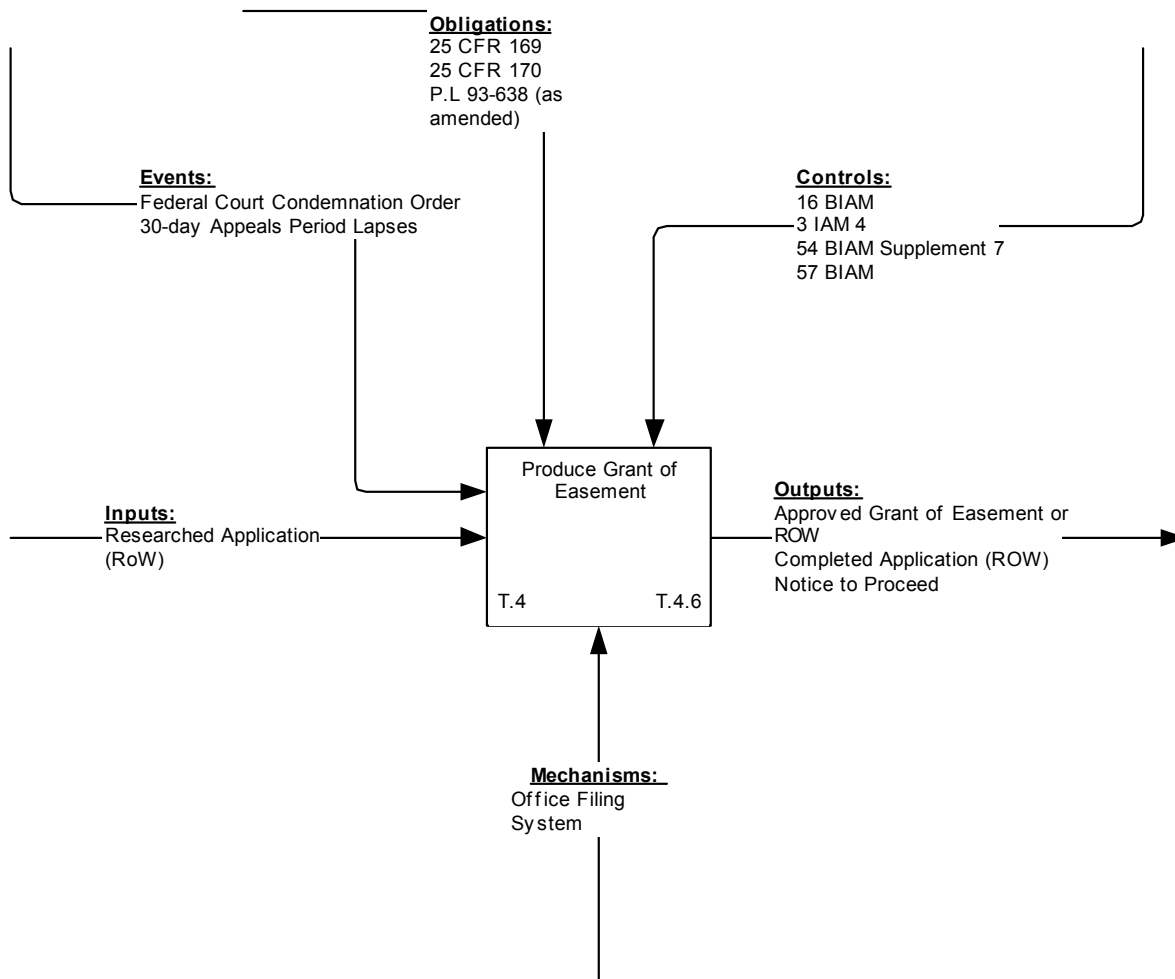 Obligations:
25 CFR 169
25 CFR 170
P.L 93-638 (as
amended)
Events:
Federal Court Condemnation Order
30-day Appeals Period Lapses
Controls:
16 BIAM
3 IAM 4
54 BIAM Supplement 7
57 BIAM
Produce Grant of
Easement
T.4
T.4.6
Inputs:
Researched Application
(RoW)
Outputs:
Approved Grant of Easement or
ROW
Completed Application (ROW)
Notice to Proceed
Mechanisms:
Office Filing
System